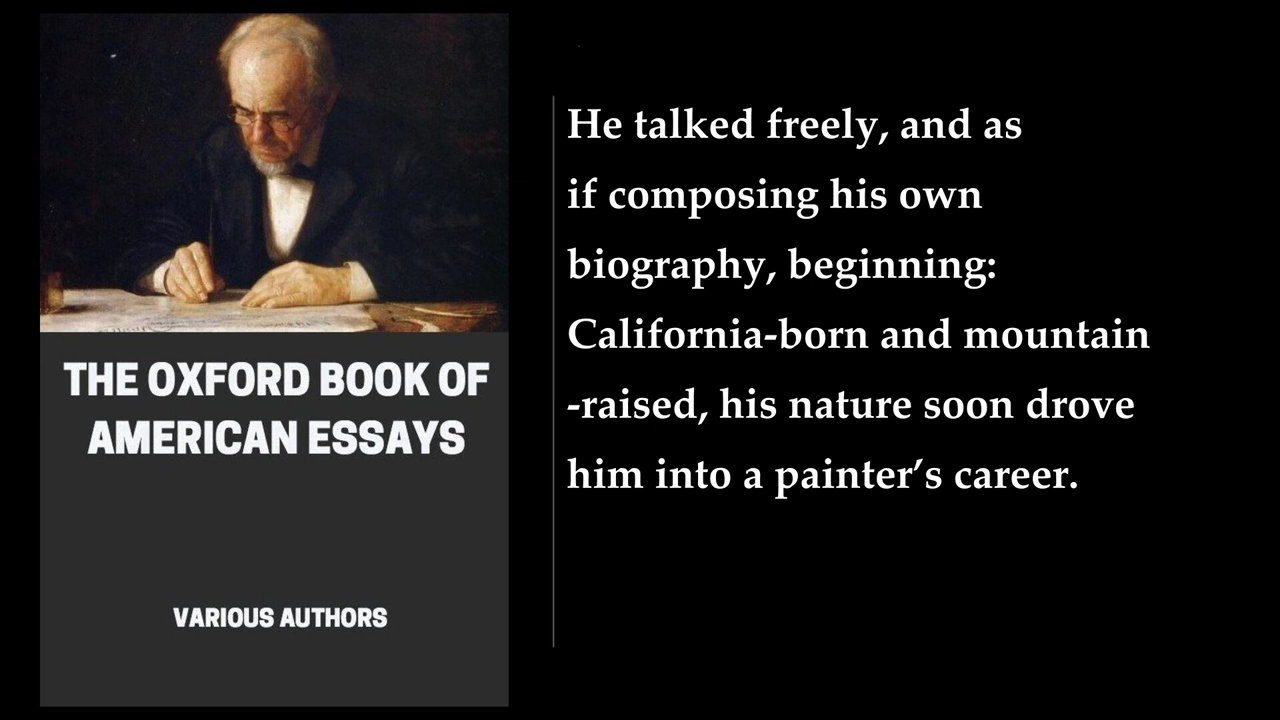 THE OXFORD BOOK OF
AMERICAN ESSAYS
VARIOUS AUTHORS
He talked freely, and as
if composing his own
biography, beginning:
California-born and mountain
-raised, his nature soon drove
him into a painter’s career.